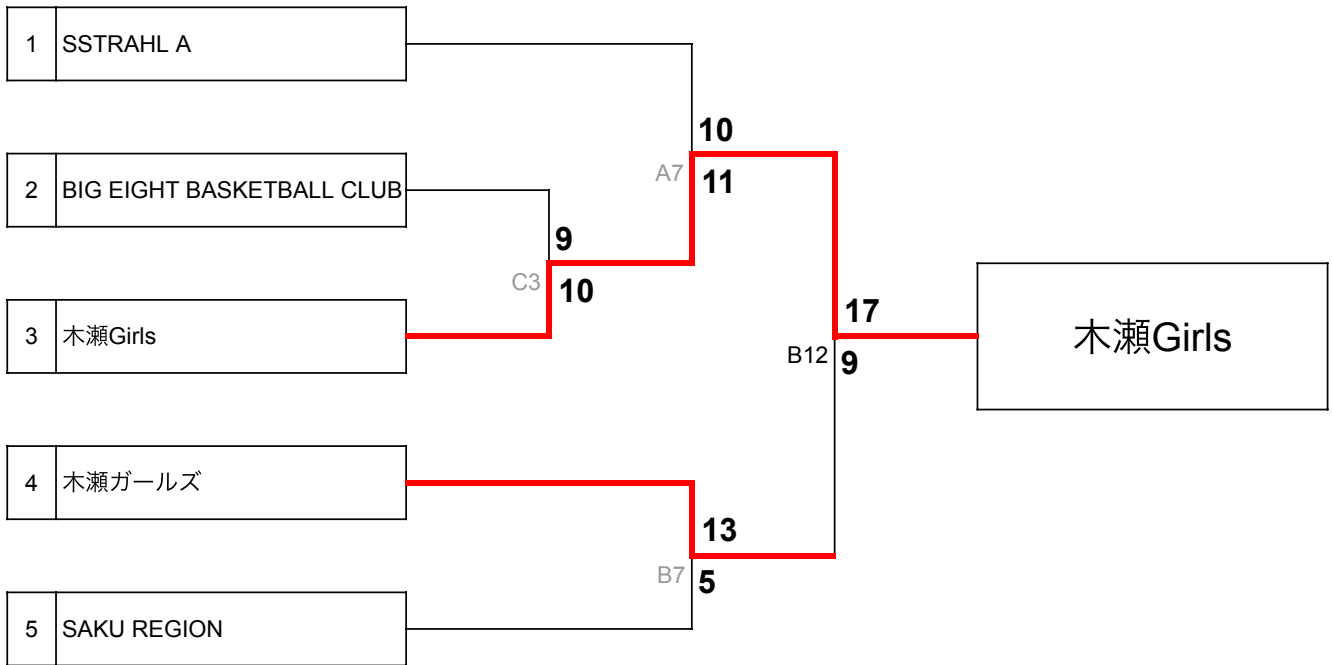 1 SSTRAHL A
10
A7
11
2 BIG EIGHT BASKETBALL CLUB
9
C3
10
3 木瀬Girls
17
B12
9
木瀬Girls
4 木瀬ガールズ
13
B7
5
5 SAKU REGION